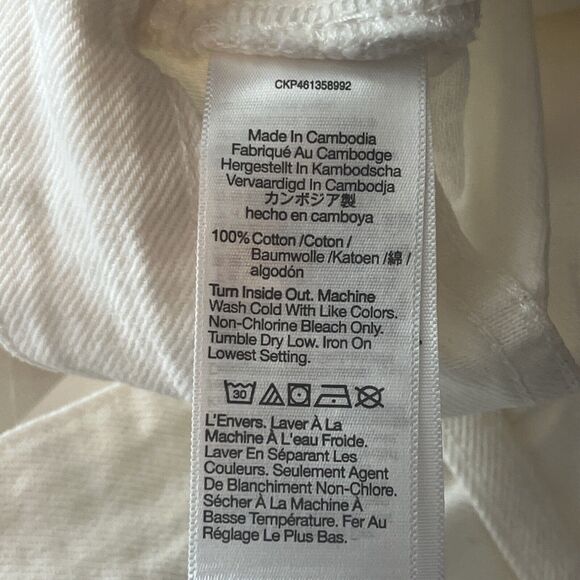 CKP461358992
Made In Cambodia
Fabriqué Au Cambodge
Hergestellt In Kambodscha
Vervaardigd In Cambodja
カンボジア製
hecho en camboya
100% Cotton /Coton /
Baumwolle /Katoen /綿 /
algodón
Turn Inside Out. Machine
Wash Cold With Like Colors.
Non-Chlorine Bleach Only.
Tumble Dry Low. Iron On
Lowest Setting.
30
L'Envers. Laver À La
Machine À L'eau Froide.
Laver En Séparant Les
Couleurs. Seulement Agent
De Blanchiment Non-Chlore.
Sécher À La Machine À
Basse Température. Fer Au
Réglage Le Plus Bas.